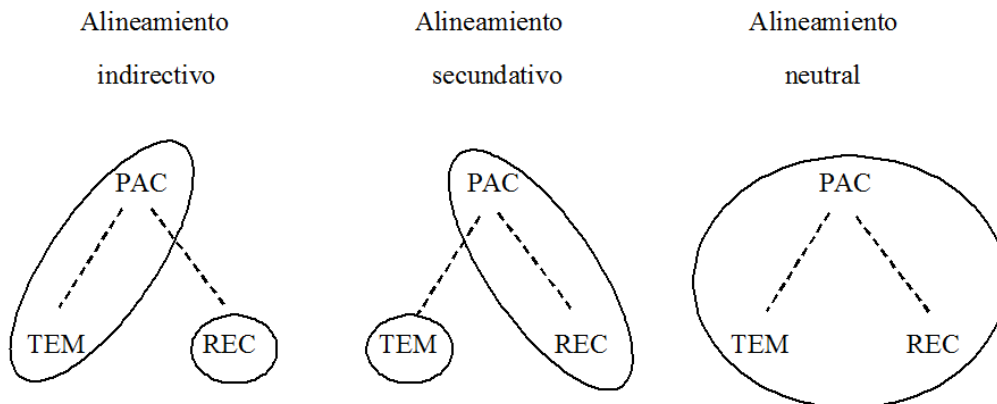 Alineamiento
indirectivo
Alineamiento
secundativo
Alineamiento
neutral
PAC
TEM
REC
PAC
TEM
REC
PAC
TEM
REC